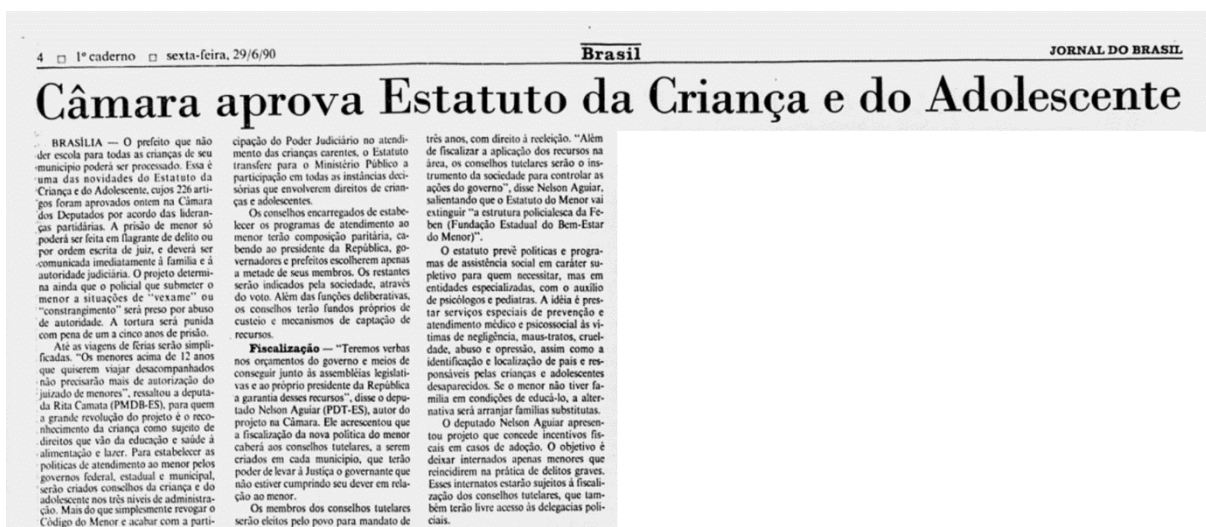 4 □ 1º caderno □ sexta-feira, 29/6/90
Brasil
JORNAL DO BRASIL
Câmara aprova Estatuto da Criança e do Adolescente
BRASÍLIA — O prefeito que não
der escola para todas as crianças de seu
município poderá ser processado. Essa é
uma das novidades do Estatuto da
Criança e do Adolescente, cujos 226 arti-
gos foram aprovados ontem na Câmara
dos Deputados por acordo das lideran-
ças partidárias. A prisão de menor só
poderá ser feita em flagrante de delito ou
por ordem escrita de juiz, e deverá ser
comunicada imediatamente à família e à
autoridade judiciária. O projeto determi-
na ainda que o policial que submeter o
menor a situações de "vexame" ou
"constrangimento" será preso por abuso
de autoridade. A tortura será punida
com pena de um a cinco anos de prisão.
Até as viagens de férias serão simpli-
ficadas. "Os menores acima de 12 anos
que quiserem viajar desacompanhados
não precisarão mais de autorização do
juizado de menores", ressaltou a deputa-
da Rita Camata (PMDB-ES), para quem
a grande revolução do projeto é o reco-
nhecimento da criança como sujeito de
direitos que vão da educação e saúde à
alimentação e lazer. Para estabelecer as
políticas de atendimento ao menor pelos
governos federal, estadual e municipal,
serão criados conselhos da criança e do
adolescente nos três níveis de administra-
ção. Mais do que simplesmente revogar o
Código do Menor e acabar com a parti-
cipação do Poder Judiciário no atendi-
mento das crianças carentes, o Estatuto
transfere para o Ministério Público a
participação em todas as instâncias deci-
sórias que envolverem direitos de crian-
ças e adolescentes.
Os conselhos encarregados de estabe-
lecer os programas de atendimento ao
menor terão composição paritária, ca-
bendo ao presidente da República, go-
vernadores e prefeitos escolherem apenas
a metade de seus membros. Os restantes
serão indicados pela sociedade, através
do voto. Além das funções deliberativas,
os conselhos terão fundos próprios de
custeio e mecanismos de captação de
recursos.
Fiscalização — "Teremos verbas
nos orçamentos do governo e meios de
conseguir junto às assembléias legislati-
vas e ao próprio presidente da República
a garantia desses recursos", disse o depu-
tado Nelson Aguiar (PDT-ES), autor do
projeto na Câmara. Ele acrescentou que
a fiscalização da nova política do menor
caberá aos conselhos tutelares, a serem
criados em cada município, que terão
poder de levar à Justiça o governante que
não estiver cumprindo seu dever em rela-
ção ao menor.
Os membros dos conselhos tutelares
serão eleitos pelo povo para mandato de
três anos, com direito à reeleição. "Além
de fiscalizar a aplicação dos recursos na
área, os conselhos tutelares serão o ins-
trumento da sociedade para controlar as
ações do governo", disse Nelson Aguiar,
salientando que o Estatuto do Menor vai
extinguir "a estrutura policialesca da Fe-
ben (Fundação Estadual do Bem-Estar
do Menor)".
O estatuto prevê políticas e progra-
mas de assistência social em caráter su-
pletivo para quem necessitar, mas em
entidades especializadas, com o auxílio
de psicólogos e pediatras. A idéia é pres-
tar serviços especiais de prevenção e
atendimento médico e psicossocial às ví-
timas de negligência, maus-tratos, cruel-
dade, abuso e opressão, assim como a
identificação e localização de pais e res-
ponsáveis pelas crianças e adolescentes
desaparecidos. Se o menor não tiver fa-
mília em condições de educá-lo, a alter-
nativa será arranjar famílias substitutas.
O deputado Nelson Aguiar apresen-
tou projeto que concede incentivos fis-
cais em casos de adoção. O objetivo é
deixar internados apenas menores que
reincidirem na prática de delitos graves.
Esses internatos estarão sujeitos à fiscali-
zação dos conselhos tutelares, que tam-
bém terão livre acesso às delegacias poli-
ciais.